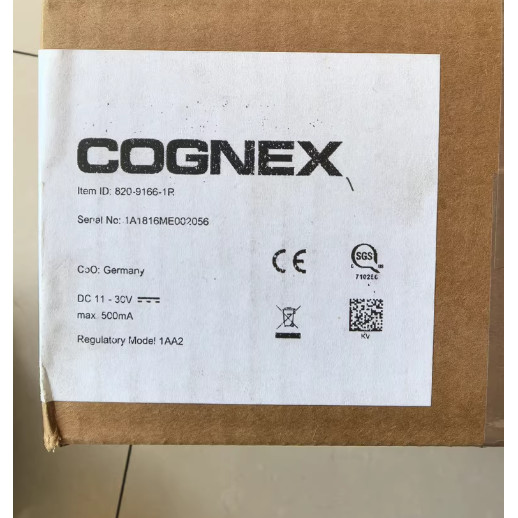 COGNEX
Item ID: 820-9166-1R
Serial No: 1A1816ME002056
CoO: Germany
CE
SGS
DC 11 - 30V
max. 500mA
KV
Regulatory Model 1AA2